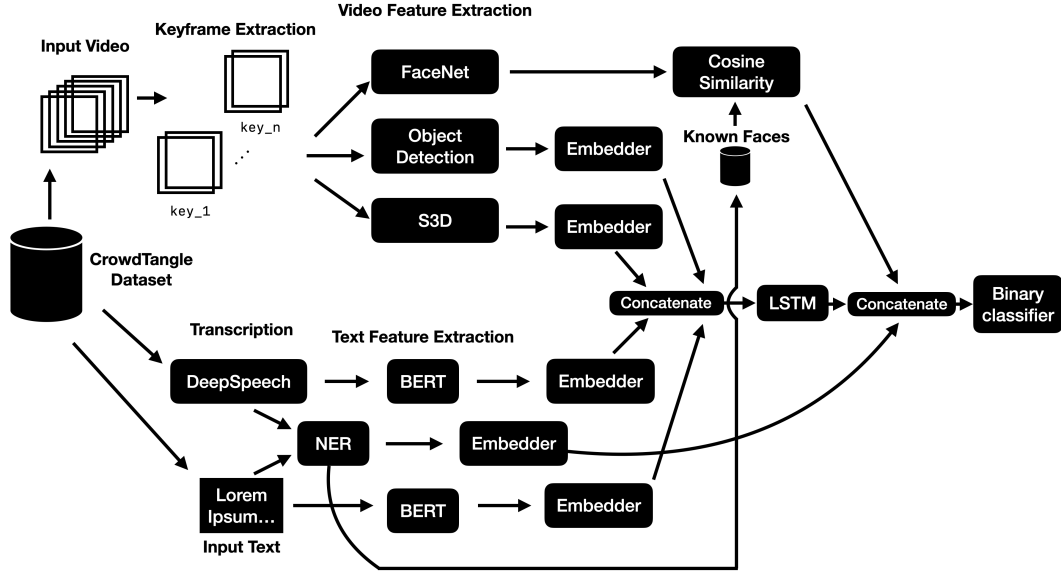 Video Feature Extraction
Keyframe Extraction
Input Video
FaceNet
Cosine
Similarity
key_n
Object
Detection
Embedder
Known Faces
key_1
S3D
Embedder
CrowdTangle
Dataset
Concatenate
LSTM
Concatenate
Binary
classifier
Transcription
Text Feature Extraction
DeepSpeech
BERT
Embedder
NER
Embedder
Lorem
Ipsum...
BERT
Embedder
Input Text